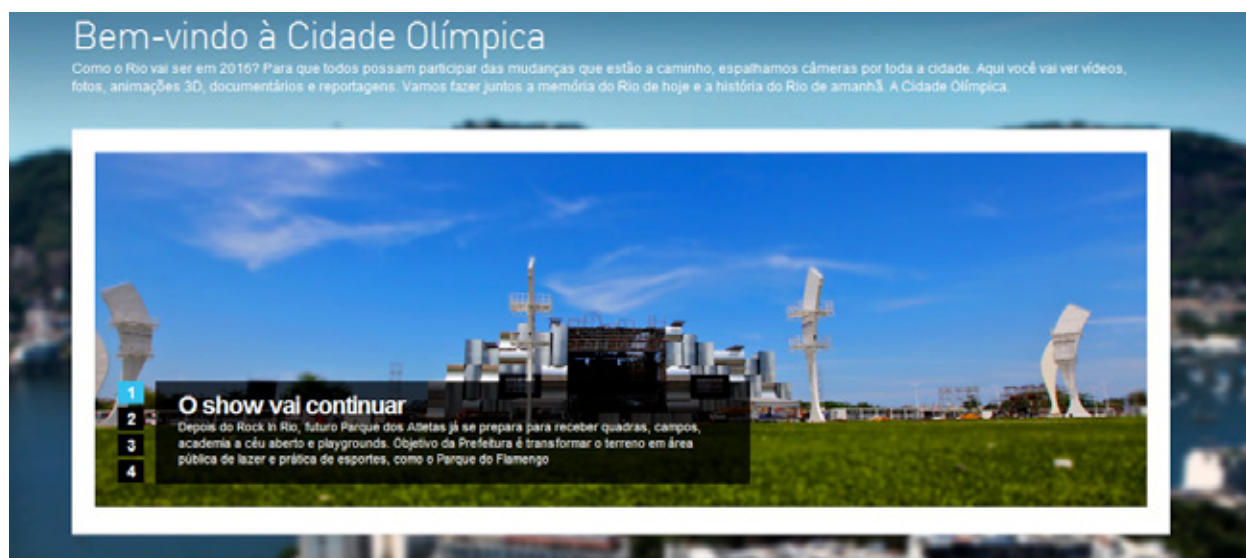 Bem-vindo à Cidade Olímpica
Como o Rio vai ser em 2016? Para que todos possam participar das mudanças que estão a caminho, espalhamos câmeras por toda a cidade. Aqui você vai ver vídeos,
fotos, animações 3D, documentários e reportagens. Vamos fazer juntos a memória do Rio de hoje e a história do Rio de amanhã. A Cidade Olímpica.
1
2
3
4
O show vai continuar
Depois do Rock In Rio, futuro Parque dos Atletas já se prepara para receber quadras, campos,
academia a céu aberto e playgrounds. Objetivo da Prefeitura é transformar o terreno em área
pública de lazer e prática de esportes, como o Parque do Flamengo